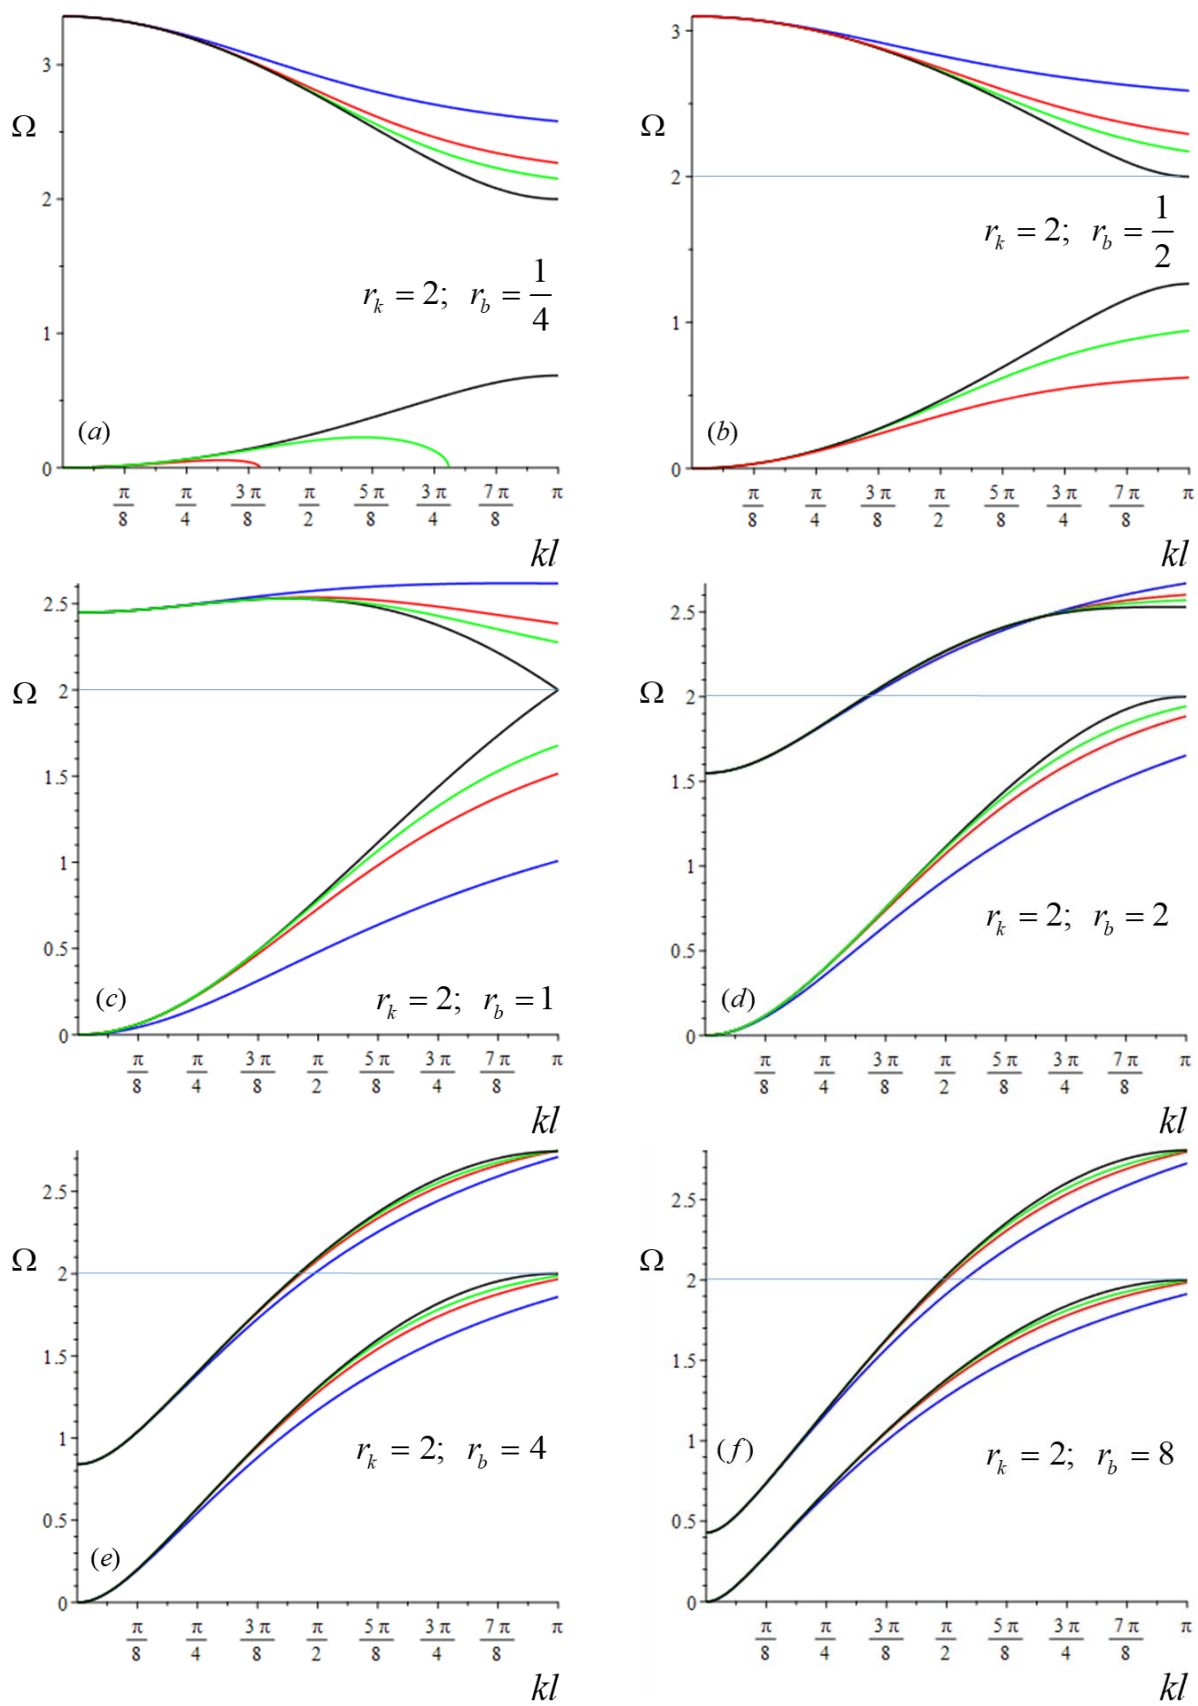 3
Ω
2
r_k = 2; r_b = 1/4
1
(a)
0
π/8 π/4 3π/8 π/2 5π/8 3π/4 7π/8 π
kl
3
Ω
2
r_k = 2; r_b = 1/2
1
(b)
0
π/8 π/4 3π/8 π/2 5π/8 3π/4 7π/8 π
kl
2.5
Ω
2
1.5
1
0.5
(c) r_k = 2; r_b = 1
0
π/8 π/4 3π/8 π/2 5π/8 3π/4 7π/8 π
kl
2.5
Ω
2
1.5
1
r_k = 2; r_b = 2
0.5
(d)
0
π/8 π/4 3π/8 π/2 5π/8 3π/4 7π/8 π
kl
2.5
Ω
2
1.5
1
r_k = 2; r_b = 4
0.5
(e)
0
π/8 π/4 3π/8 π/2 5π/8 3π/4 7π/8 π
kl
2.5
Ω
2
1.5
1
(f) r_k = 2; r_b = 8
0.5
0
π/8 π/4 3π/8 π/2 5π/8 3π/4 7π/8 π
kl